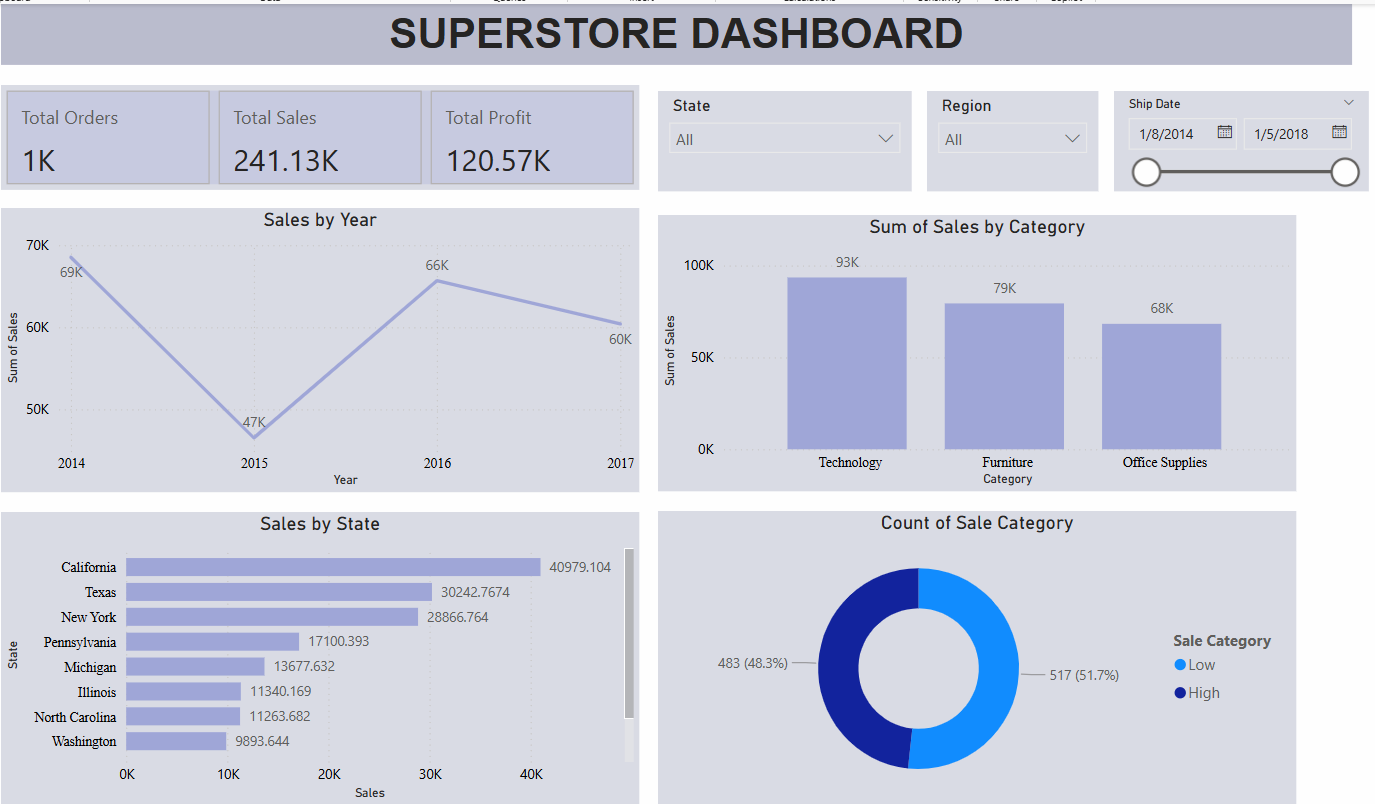 SUPERSTORE DASHBOARD
Total Orders
1K
Total Sales
241.13K
Total Profit
120.57K
State
All
Region
All
Ship Date
1/8/2014
1/5/2018
Sales by Year
Sum of Sales
70K
60K
50K
69K
47K
66K
60K
2014
2015
2016
2017
Year
Sum of Sales by Category
Sum of Sales
100K
50K
0K
93K
79K
68K
Technology
Furniture
Office Supplies
Category
Sales by State
State
California
40979.104
Texas
30242.7674
New York
28866.764
Pennsylvania
17100.393
Michigan
13677.632
Illinois
11340.169
North Carolina
11263.682
Washington
9893.644
0K
10K
20K
30K
40K
Sales
Count of Sale Category
483 (48.3%)
517 (51.7%)
Sale Category
Low
High